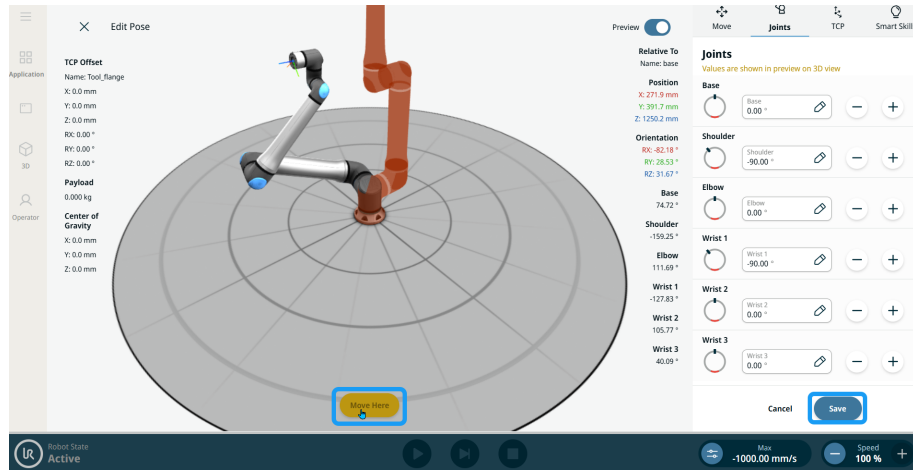 Application
3D
Operator
Edit Pose
Preview
TCP Offset
Name: Tool_flange
X: 0.0 mm
Y: 0.0 mm
Z: 0.0 mm
RX: 0.00 °
RY: 0.00 °
RZ: 0.00 °
Payload
0.000 kg
Center of
Gravity
X: 0.0 mm
Y: 0.0 mm
Z: 0.0 mm
Relative To
Name: base
Position
X: 271.9 mm
Y: 391.7 mm
Z: 1250.2 mm
Orientation
RX: -82.18 °
RY: 28.53 °
RZ: 31.67 °
Base
74.72 °
Shoulder
-159.25 °
Elbow
111.69 °
Wrist 1
-127.83 °
Wrist 2
105.77 °
Wrist 3
40.09 °
Move Here
Move
Joints
TCP
Smart Skill
Joints
Values are shown in preview on 3D view
Base
Base
0.00 °
Shoulder
Shoulder
-90.00 °
Elbow
Elbow
0.00 °
Wrist 1
Wrist 1
-90.00 °
Wrist 2
Wrist 2
0.00 °
Wrist 3
Wrist 3
0.00 °
Cancel
Save
UR
Robot State
Active
Max
-1000.00 mm/s
Speed
100 %